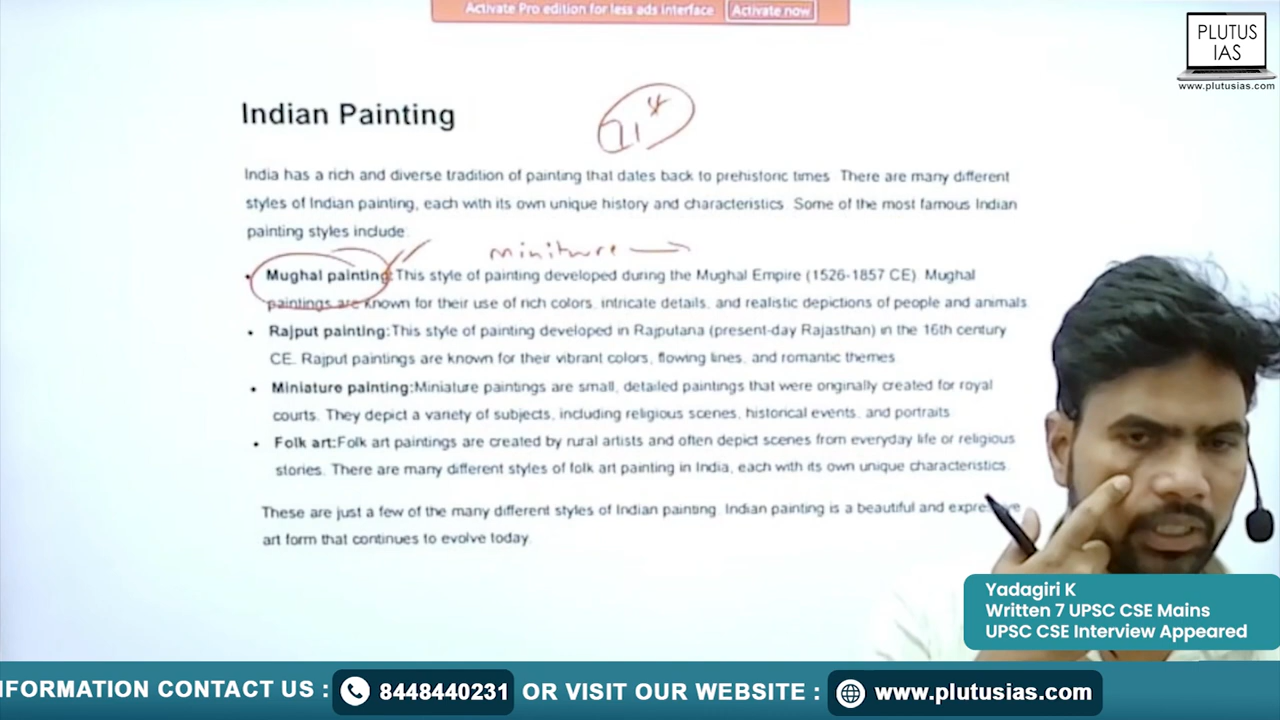 Activate Pro edition for less ads interface Activate now
PLUTUS
IAS
www.plutusias.com
Indian Painting
India has a rich and diverse tradition of painting that dates back to prehistoric times. There are many different
styles of Indian painting, each with its own unique history and characteristics. Some of the most famous Indian
painting styles include:
miniture
• Mughal painting: This style of painting developed during the Mughal Empire (1526-1857 CE). Mughal
paintings are known for their use of rich colors, intricate details, and realistic depictions of people and animals.
• Rajput painting:This style of painting developed in Rajputana (present-day Rajasthan) in the 16th century
CE. Rajput paintings are known for their vibrant colors, flowing lines, and romantic themes.
• Miniature painting:Miniature paintings are small, detailed paintings that were originally created for royal
courts. They depict a variety of subjects, including religious scenes, historical events, and portraits.
• Folk art:Folk art paintings are created by rural artists and often depict scenes from everyday life or religious
stories. There are many different styles of folk art painting in India, each with its own unique characteristics.
These are just a few of the many different styles of Indian painting. Indian painting is a beautiful and expressive
art form that continues to evolve today.
Yadagiri K
Written 7 UPSC CSE Mains
UPSC CSE Interview Appeared
NFORMATION CONTACT US : 8448440231 OR VISIT OUR WEBSITE : www.plutusias.com